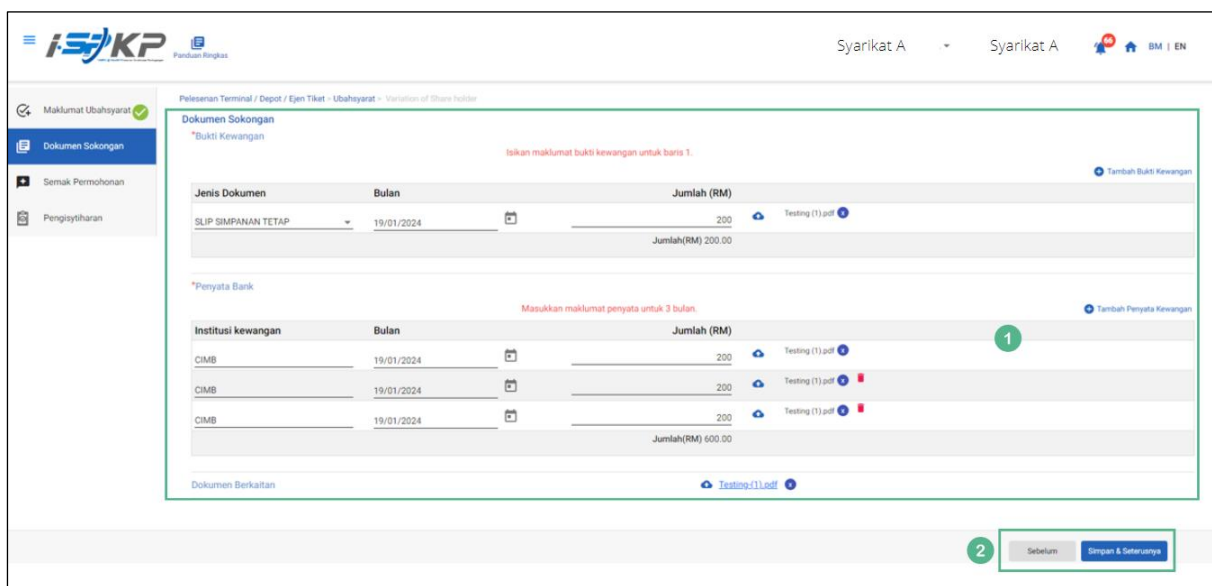 i-SPKP
Panduan Ringkas
Syarikat A
Syarikat A
66
BM | EN
Maklumat Ubahsyarat
Dokumen Sokongan
Semak Permohonan
Pengisytiharan
Pelesenan Terminal / Depot / Ejen Tiket > Ubahsyarat > Variation of Share holder
Dokumen Sokongan
*Bukti Kewangan
Isikan maklumat bukti kewangan untuk baris 1.
Tambah Bukti Kewangan
Jenis Dokumen Bulan Jumlah (RM)
SLIP SIMPANAN TETAP 19/01/2024 200 Testing (1).pdf x
Jumlah(RM) 200.00
*Penyata Bank
Masukkan maklumat penyata untuk 3 bulan.
Tambah Penyata Kewangan
Institusi kewangan Bulan Jumlah (RM)
1
CIMB 19/01/2024 200 Testing (1).pdf x
CIMB 19/01/2024 200 Testing (1).pdf x
CIMB 19/01/2024 200 Testing (1).pdf x
Jumlah(RM) 600.00
Dokumen Berkaitan Testing-(1).pdf x
2
Sebelum
Simpan & Seterusnya